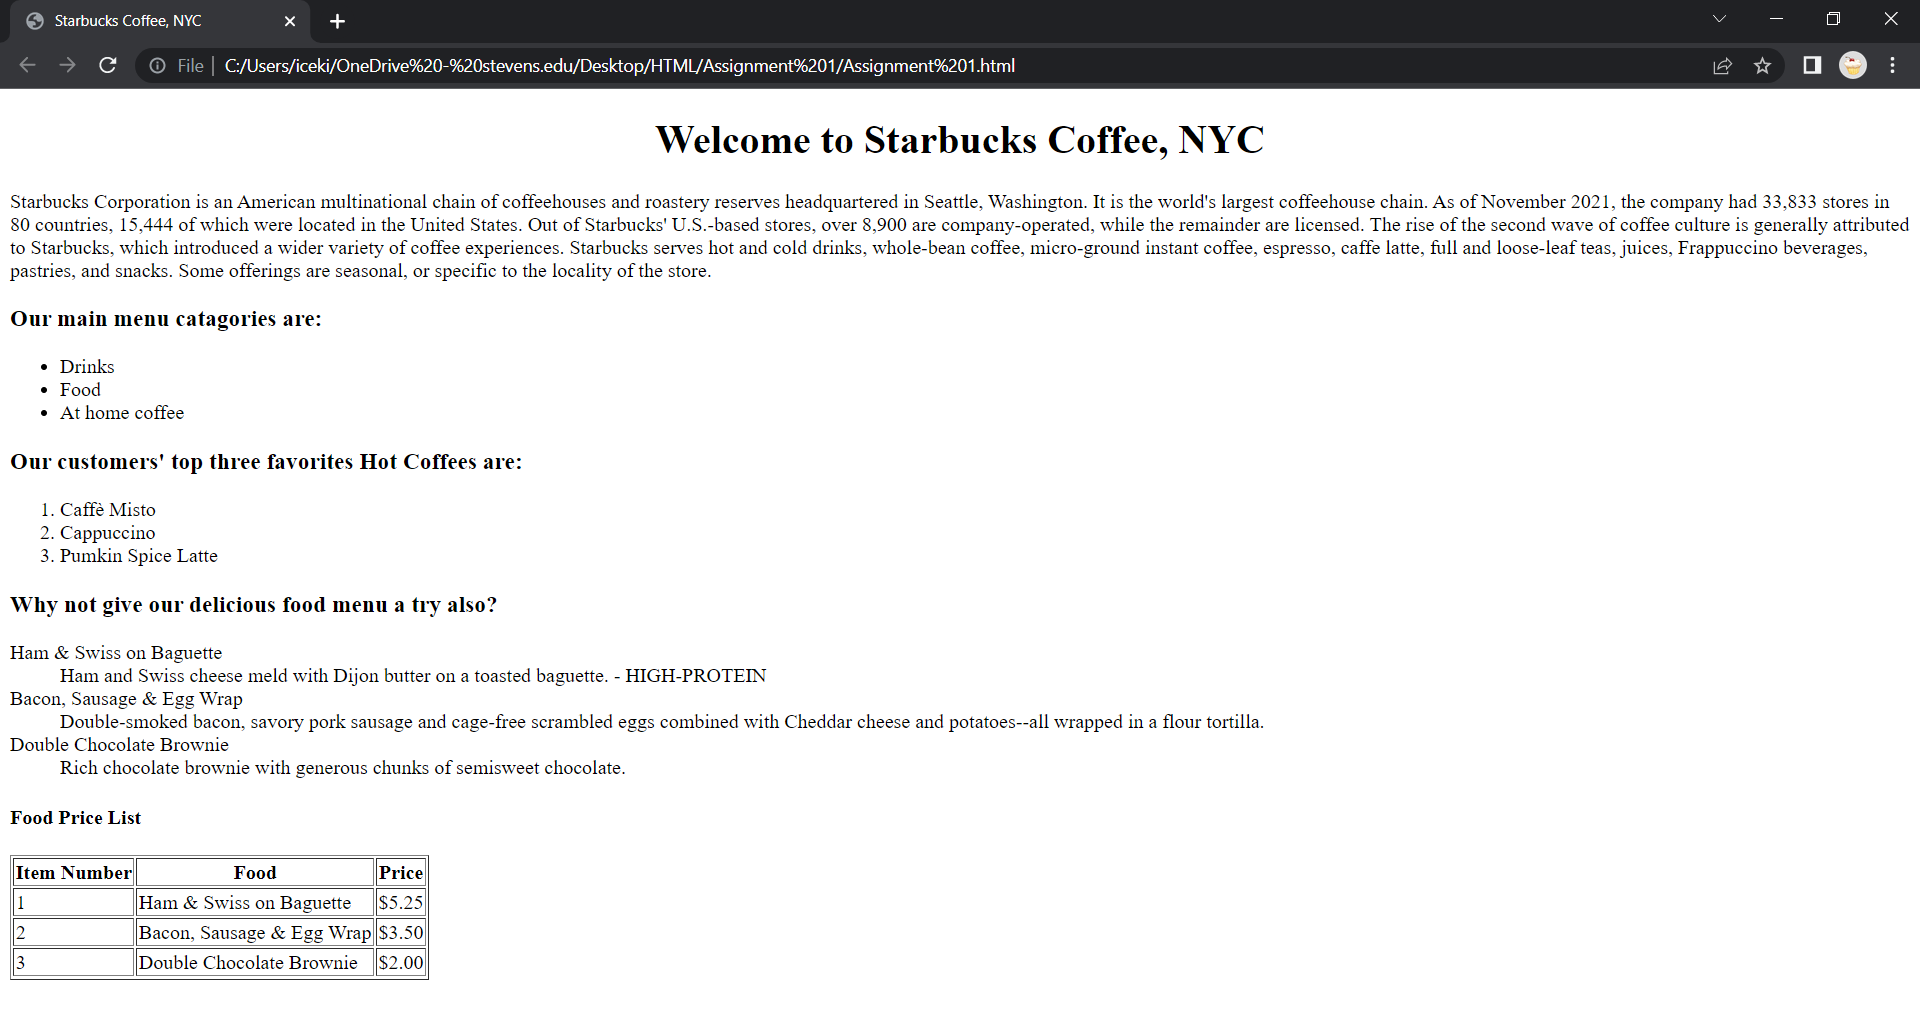 Starbucks Coffee, NYC
File | C:/Users/iceki/OneDrive%20-%20stevens.edu/Desktop/HTML/Assignment%201/Assignment%201.html
Welcome to Starbucks Coffee, NYC
Starbucks Corporation is an American multinational chain of coffeehouses and roastery reserves headquartered in Seattle, Washington. It is the world's largest coffeehouse chain. As of November 2021, the company had 33,833 stores in
80 countries, 15,444 of which were located in the United States. Out of Starbucks' U.S.-based stores, over 8,900 are company-operated, while the remainder are licensed. The rise of the second wave of coffee culture is generally attributed
to Starbucks, which introduced a wider variety of coffee experiences. Starbucks serves hot and cold drinks, whole-bean coffee, micro-ground instant coffee, espresso, caffe latte, full and loose-leaf teas, juices, Frappuccino beverages,
pastries, and snacks. Some offerings are seasonal, or specific to the locality of the store.
Our main menu catagories are:
• Drinks
• Food
• At home coffee
Our customers' top three favorites Hot Coffees are:
1. Caffè Misto
2. Cappuccino
3. Pumkin Spice Latte
Why not give our delicious food menu a try also?
Ham & Swiss on Baguette
Ham and Swiss cheese meld with Dijon butter on a toasted baguette. - HIGH-PROTEIN
Bacon, Sausage & Egg Wrap
Double-smoked bacon, savory pork sausage and cage-free scrambled eggs combined with Cheddar cheese and potatoes--all wrapped in a flour tortilla.
Double Chocolate Brownie
Rich chocolate brownie with generous chunks of semisweet chocolate.
Food Price List
Item Number Food Price
1 Ham & Swiss on Baguette $5.25
2 Bacon, Sausage & Egg Wrap $3.50
3 Double Chocolate Brownie $2.00